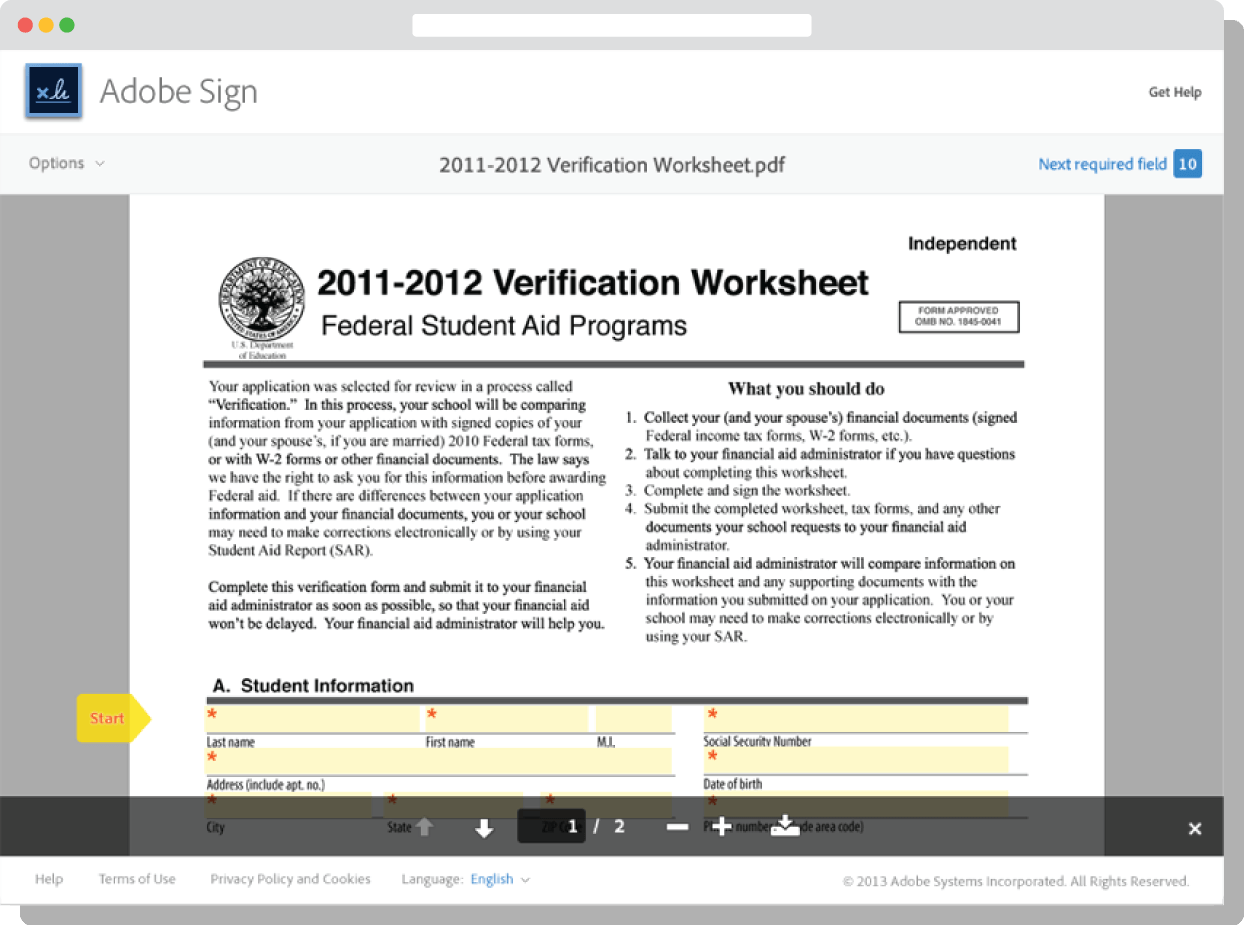 Adobe Sign
Get Help
Options
2011-2012 Verification Worksheet.pdf
Next required field 10
Independent
DEPARTMENT OF EDUCATION
UNITED STATES OF AMERICA
U.S. Department
of Education
2011-2012 Verification Worksheet
Federal Student Aid Programs
FORM APPROVED
OMB NO. 1845-0041
Your application was selected for review in a process called
“Verification.” In this process, your school will be comparing
information from your application with signed copies of your
(and your spouse’s, if you are married) 2010 Federal tax forms,
or with W-2 forms or other financial documents. The law says
we have the right to ask you for this information before awarding
Federal aid. If there are differences between your application
information and your financial documents, you or your school
may need to make corrections electronically or by using your
Student Aid Report (SAR).
Complete this verification form and submit it to your financial
aid administrator as soon as possible, so that your financial aid
won’t be delayed. Your financial aid administrator will help you.
What you should do
1. Collect your (and your spouse’s) financial documents (signed
Federal income tax forms, W-2 forms, etc.).
2. Talk to your financial aid administrator if you have questions
about completing this worksheet.
3. Complete and sign the worksheet.
4. Submit the completed worksheet, tax forms, and any other
documents your school requests to your financial aid
administrator.
5. Your financial aid administrator will compare information on
this worksheet and any supporting documents with the
information you submitted on your application. You or your
school may need to make corrections electronically or by
using your SAR.
A. Student Information
Start
* * *
Last name First name M.I. Social Security Number
* *
Address (include apt. no.) Date of birth
* * * *
City State ZIP number area code)
1 / 2
Help Terms of Use Privacy Policy and Cookies Language: English
© 2013 Adobe Systems Incorporated. All Rights Reserved.